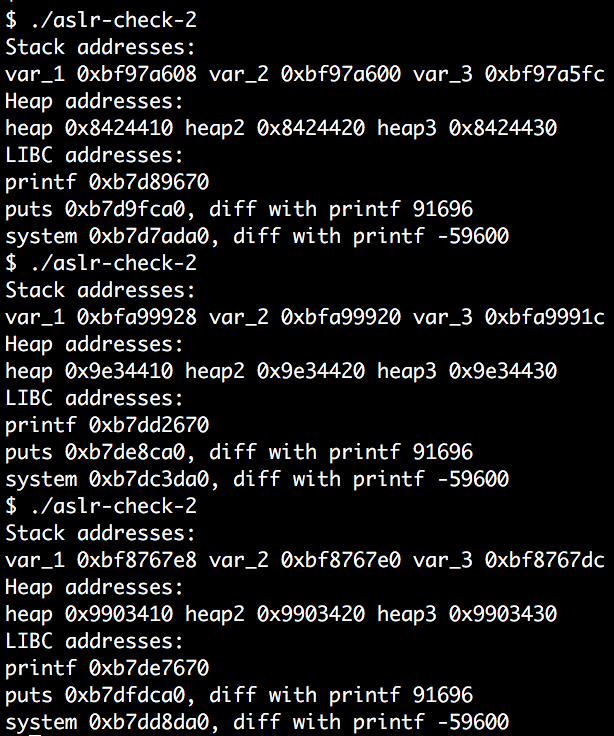 $ ./aslr-check-2
Stack addresses:
var_1 0xbf97a608 var_2 0xbf97a600 var_3 0xbf97a5fc
Heap addresses:
heap 0x8424410 heap2 0x8424420 heap3 0x8424430
LIBC addresses:
printf 0xb7d89670
puts 0xb7d9fca0, diff with printf 91696
system 0xb7d7ada0, diff with printf -59600
$ ./aslr-check-2
Stack addresses:
var_1 0xbfa99928 var_2 0xbfa99920 var_3 0xbfa9991c
Heap addresses:
heap 0x9e34410 heap2 0x9e34420 heap3 0x9e34430
LIBC addresses:
printf 0xb7dd2670
puts 0xb7de8ca0, diff with printf 91696
system 0xb7dc3da0, diff with printf -59600
$ ./aslr-check-2
Stack addresses:
var_1 0xbf8767e8 var_2 0xbf8767e0 var_3 0xbf8767dc
Heap addresses:
heap 0x9903410 heap2 0x9903420 heap3 0x9903430
LIBC addresses:
printf 0xb7de7670
puts 0xb7dfdca0, diff with printf 91696
system 0xb7dd8da0, diff with printf -59600